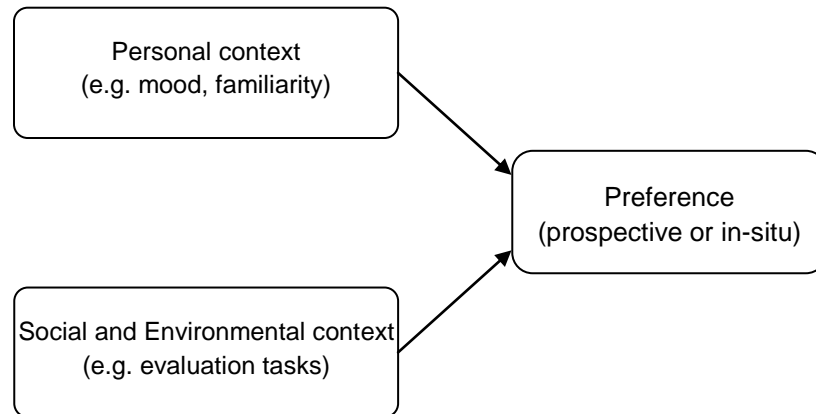 Personal context
(e.g. mood, familiarity)
Preference
(prospective or in-situ)
Social and Environmental context
(e.g. evaluation tasks)